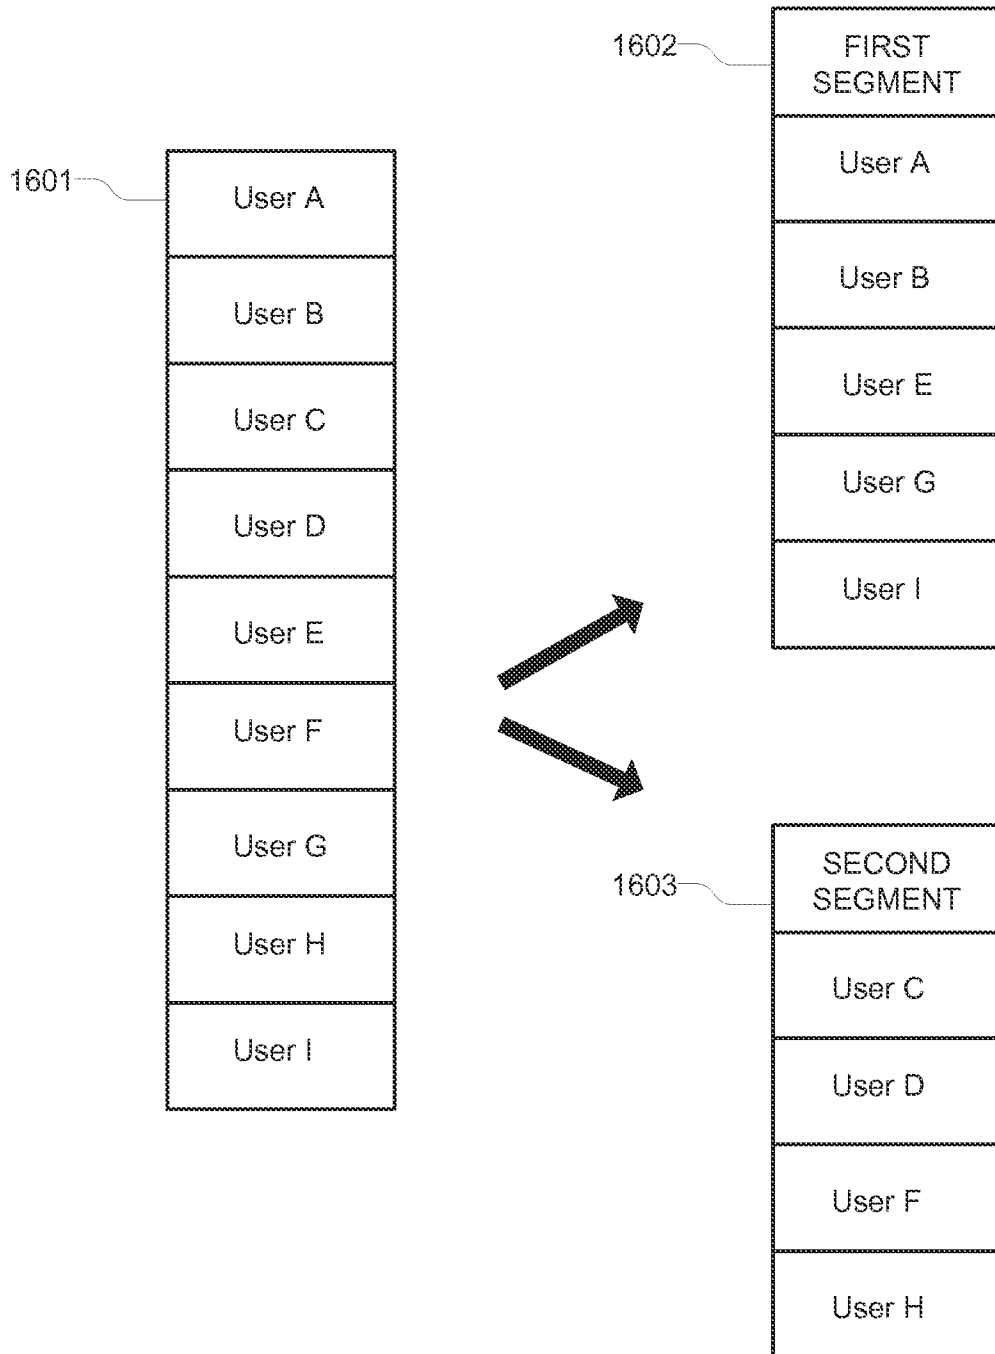 1601
User A
User B
User C
User D
User E
User F
User G
User H
User I
1602
FIRST
SEGMENT
User A
User B
User E
User G
User I
1603
SECOND
SEGMENT
User C
User D
User F
User H